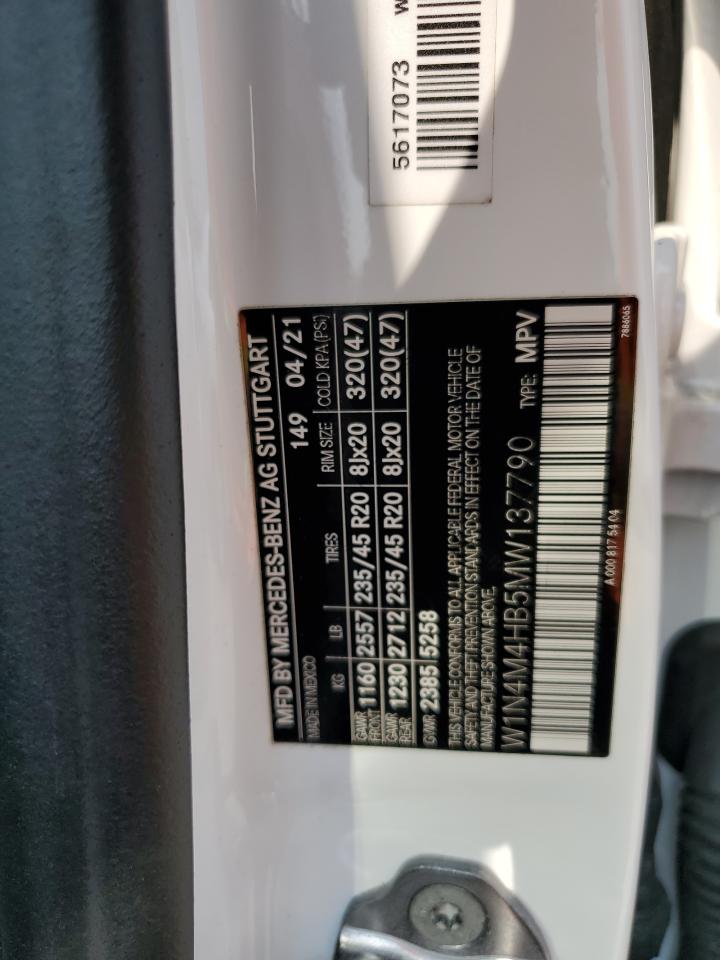 MFD BY MERCEDES-BENZ AG STUTTGART
MADE IN MEXICO 149 04/21
KG LB TIRES RIM SIZE COLD KPA (PSI)
GAWR FRONT 1160 2557 235/45 R20 8Jx20 320(47)
GAWR REAR 1230 2712 235/45 R20 8Jx20 320(47)
GVWR 2385 5258
THIS VEHICLE CONFORMS TO ALL APPLICABLE FEDERAL MOTOR VEHICLE
SAFETY AND THEFT PREVENTION STANDARDS IN EFFECT ON THE DATE OF
MANUFACTURE SHOWN ABOVE.
W1N4M4HB5MW137790 TYPE: MPV
A 000 817 54 04
7886065
W
5617073